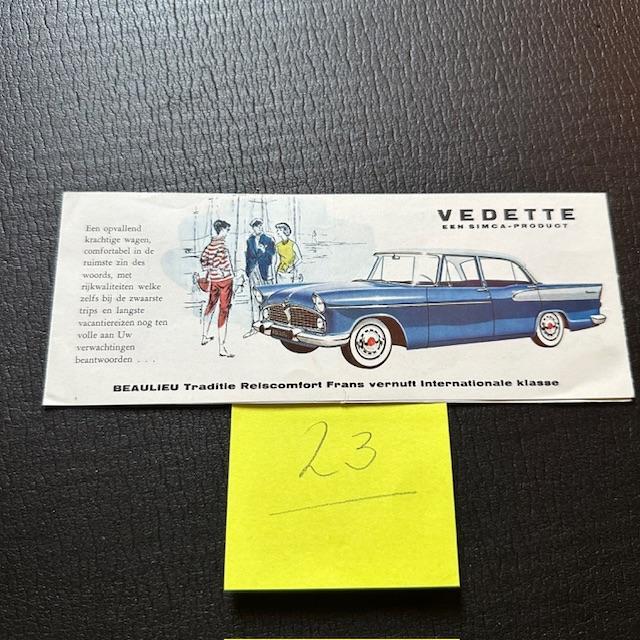 VEDETTE
EEN SIMCA-PRODUCT
Een opvallend
krachtige wagen,
comfortabel in de
ruimste zin des
woords, met
rijkwaliteiten welke
zelfs bij de zwaarste
trips en langste
vacantiereizen nog ten
volle aan Uw
verwachtingen
beantwoorden . . .
BEAULIEU Traditie Reiscomfort Frans vernuft Internationale klasse
23